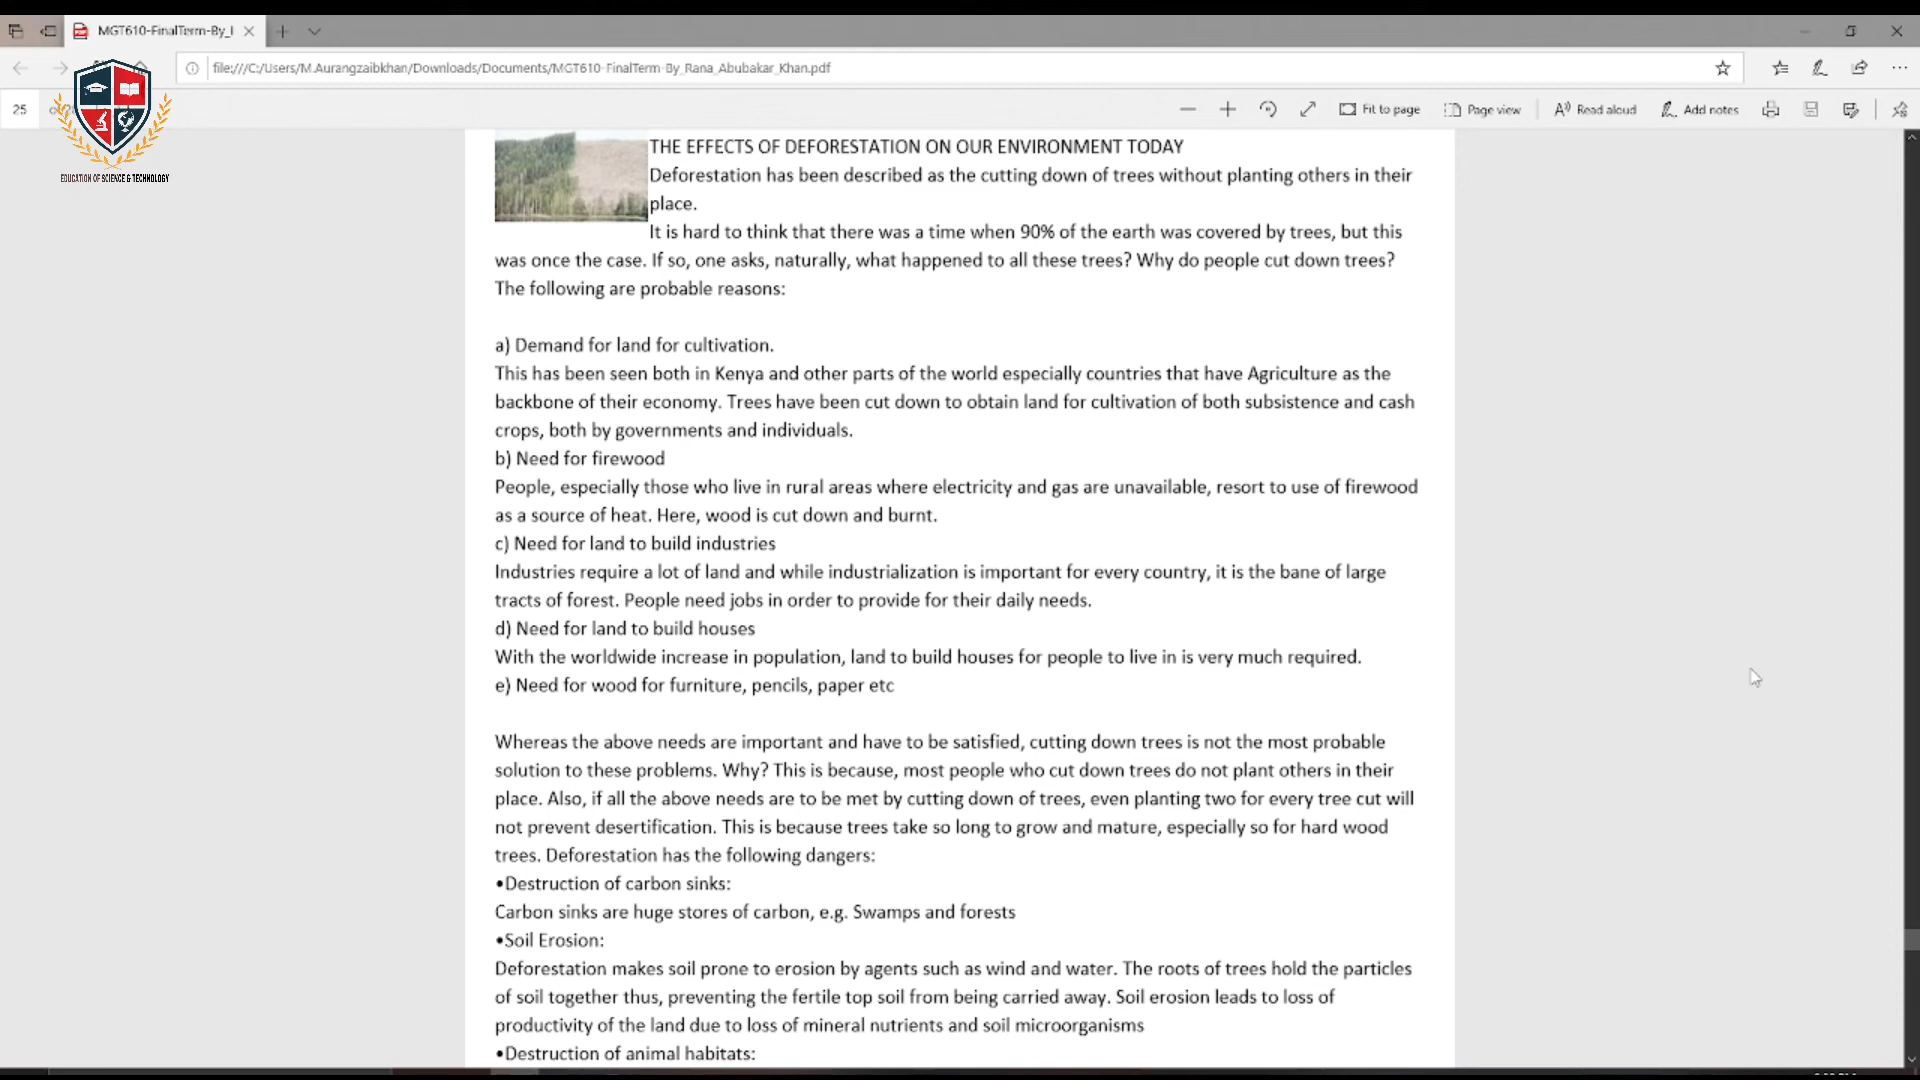 MGT610-FinalTerm-By_
file:///C:/Users/M.Aurangzaibkhan/Downloads/Documents/MGT610-FinalTerm-By_Rana_Abubakar_Khan.pdf
25
Fit to page
Page view
Read aloud
Add notes
EDUCATION OF SCIENCE & TECHNOLOGY
THE EFFECTS OF DEFORESTATION ON OUR ENVIRONMENT TODAY
Deforestation has been described as the cutting down of trees without planting others in their
place.
It is hard to think that there was a time when 90% of the earth was covered by trees, but this
was once the case. If so, one asks, naturally, what happened to all these trees? Why do people cut down trees?
The following are probable reasons:
a) Demand for land for cultivation.
This has been seen both in Kenya and other parts of the world especially countries that have Agriculture as the
backbone of their economy. Trees have been cut down to obtain land for cultivation of both subsistence and cash
crops, both by governments and individuals.
b) Need for firewood
People, especially those who live in rural areas where electricity and gas are unavailable, resort to use of firewood
as a source of heat. Here, wood is cut down and burnt.
c) Need for land to build industries
Industries require a lot of land and while industrialization is important for every country, it is the bane of large
tracts of forest. People need jobs in order to provide for their daily needs.
d) Need for land to build houses
With the worldwide increase in population, land to build houses for people to live in is very much required.
e) Need for wood for furniture, pencils, paper etc
Whereas the above needs are important and have to be satisfied, cutting down trees is not the most probable
solution to these problems. Why? This is because, most people who cut down trees do not plant others in their
place. Also, if all the above needs are to be met by cutting down of trees, even planting two for every tree cut will
not prevent desertification. This is because trees take so long to grow and mature, especially so for hard wood
trees. Deforestation has the following dangers:
•Destruction of carbon sinks:
Carbon sinks are huge stores of carbon, e.g. Swamps and forests
•Soil Erosion:
Deforestation makes soil prone to erosion by agents such as wind and water. The roots of trees hold the particles
of soil together thus, preventing the fertile top soil from being carried away. Soil erosion leads to loss of
productivity of the land due to loss of mineral nutrients and soil microorganisms
•Destruction of animal habitats: